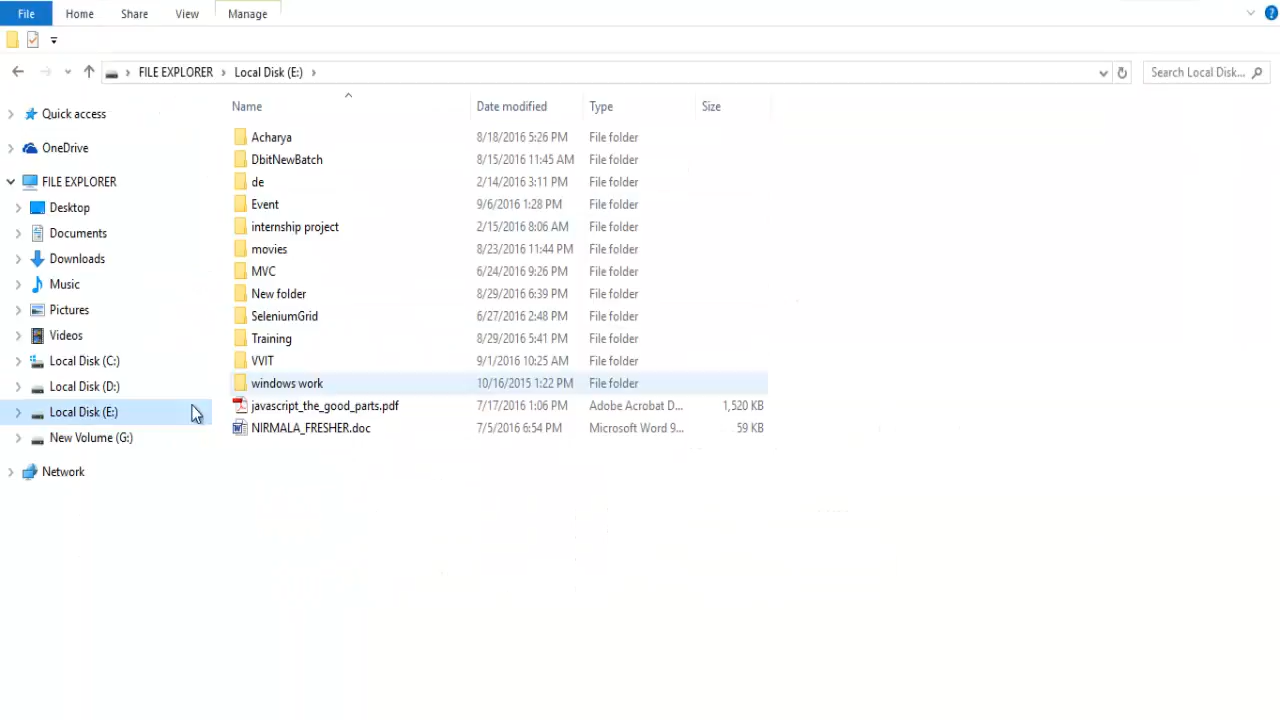 File Home Share View Manage
FILE EXPLORER Local Disk (E:) Search Local Disk...
Name Date modified Type Size
Quick access
OneDrive
FILE EXPLORER
Desktop
Documents
Downloads
Music
Pictures
Videos
Local Disk (C:)
Local Disk (D:)
Local Disk (E:)
New Volume (G:)
Network
Acharya 8/18/2016 5:26 PM File folder
DbitNewBatch 8/15/2016 11:45 AM File folder
de 2/14/2016 3:11 PM File folder
Event 9/6/2016 1:28 PM File folder
internship project 2/15/2016 8:06 AM File folder
movies 8/23/2016 11:44 PM File folder
MVC 6/24/2016 9:26 PM File folder
New folder 8/29/2016 6:39 PM File folder
SeleniumGrid 6/27/2016 2:48 PM File folder
Training 8/29/2016 5:41 PM File folder
VVIT 9/1/2016 10:25 AM File folder
windows work 10/16/2015 1:22 PM File folder
javascript_the_good_parts.pdf 7/17/2016 1:06 PM Adobe Acrobat D... 1,520 KB
NIRMALA_FRESHER.doc 7/5/2016 6:54 PM Microsoft Word 9... 59 KB